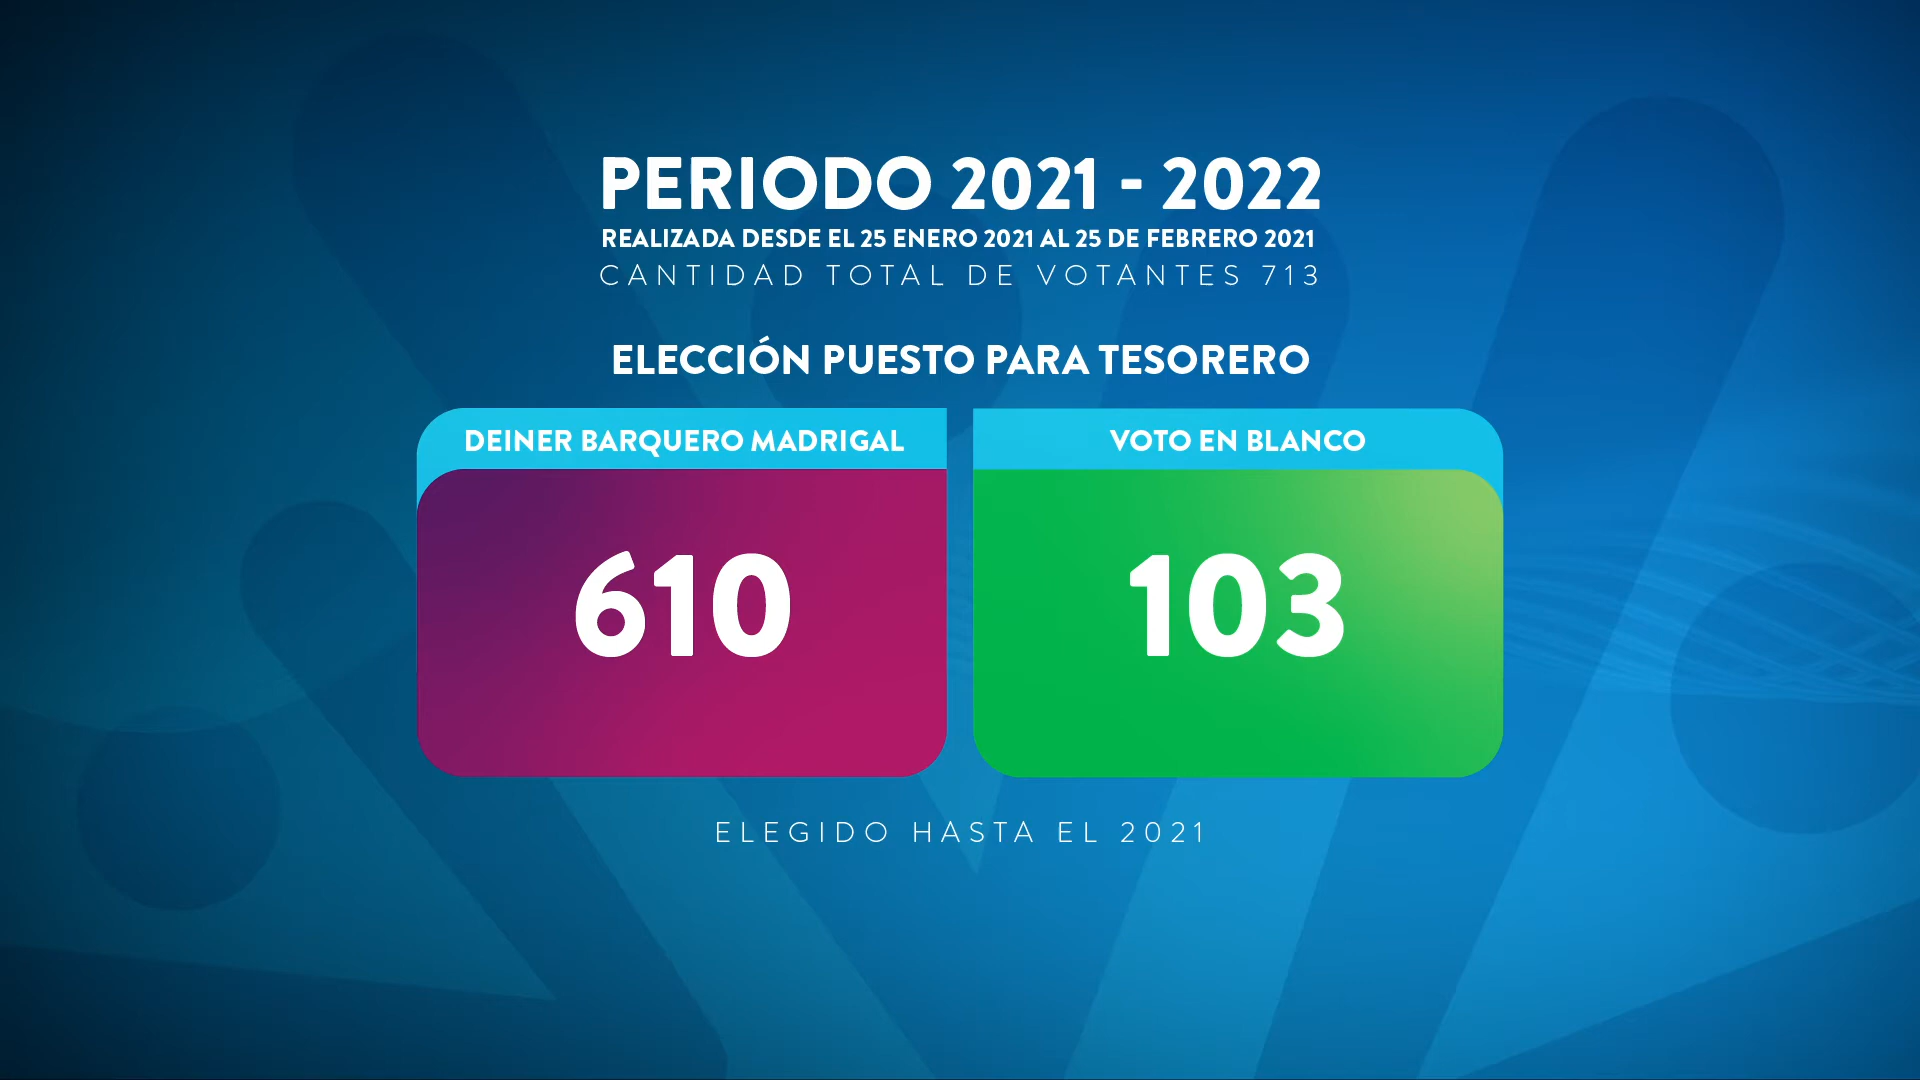 PERIODO 2021 - 2022
REALIZADA DESDE EL 25 ENERO 2021 AL 25 DE FEBRERO 2021
CANTIDAD TOTAL DE VOTANTES 713
ELECCIÓN PUESTO PARA TESORERO
DEINER BARQUERO MADRIGAL
610
VOTO EN BLANCO
103
ELEGIDO HASTA EL 2021